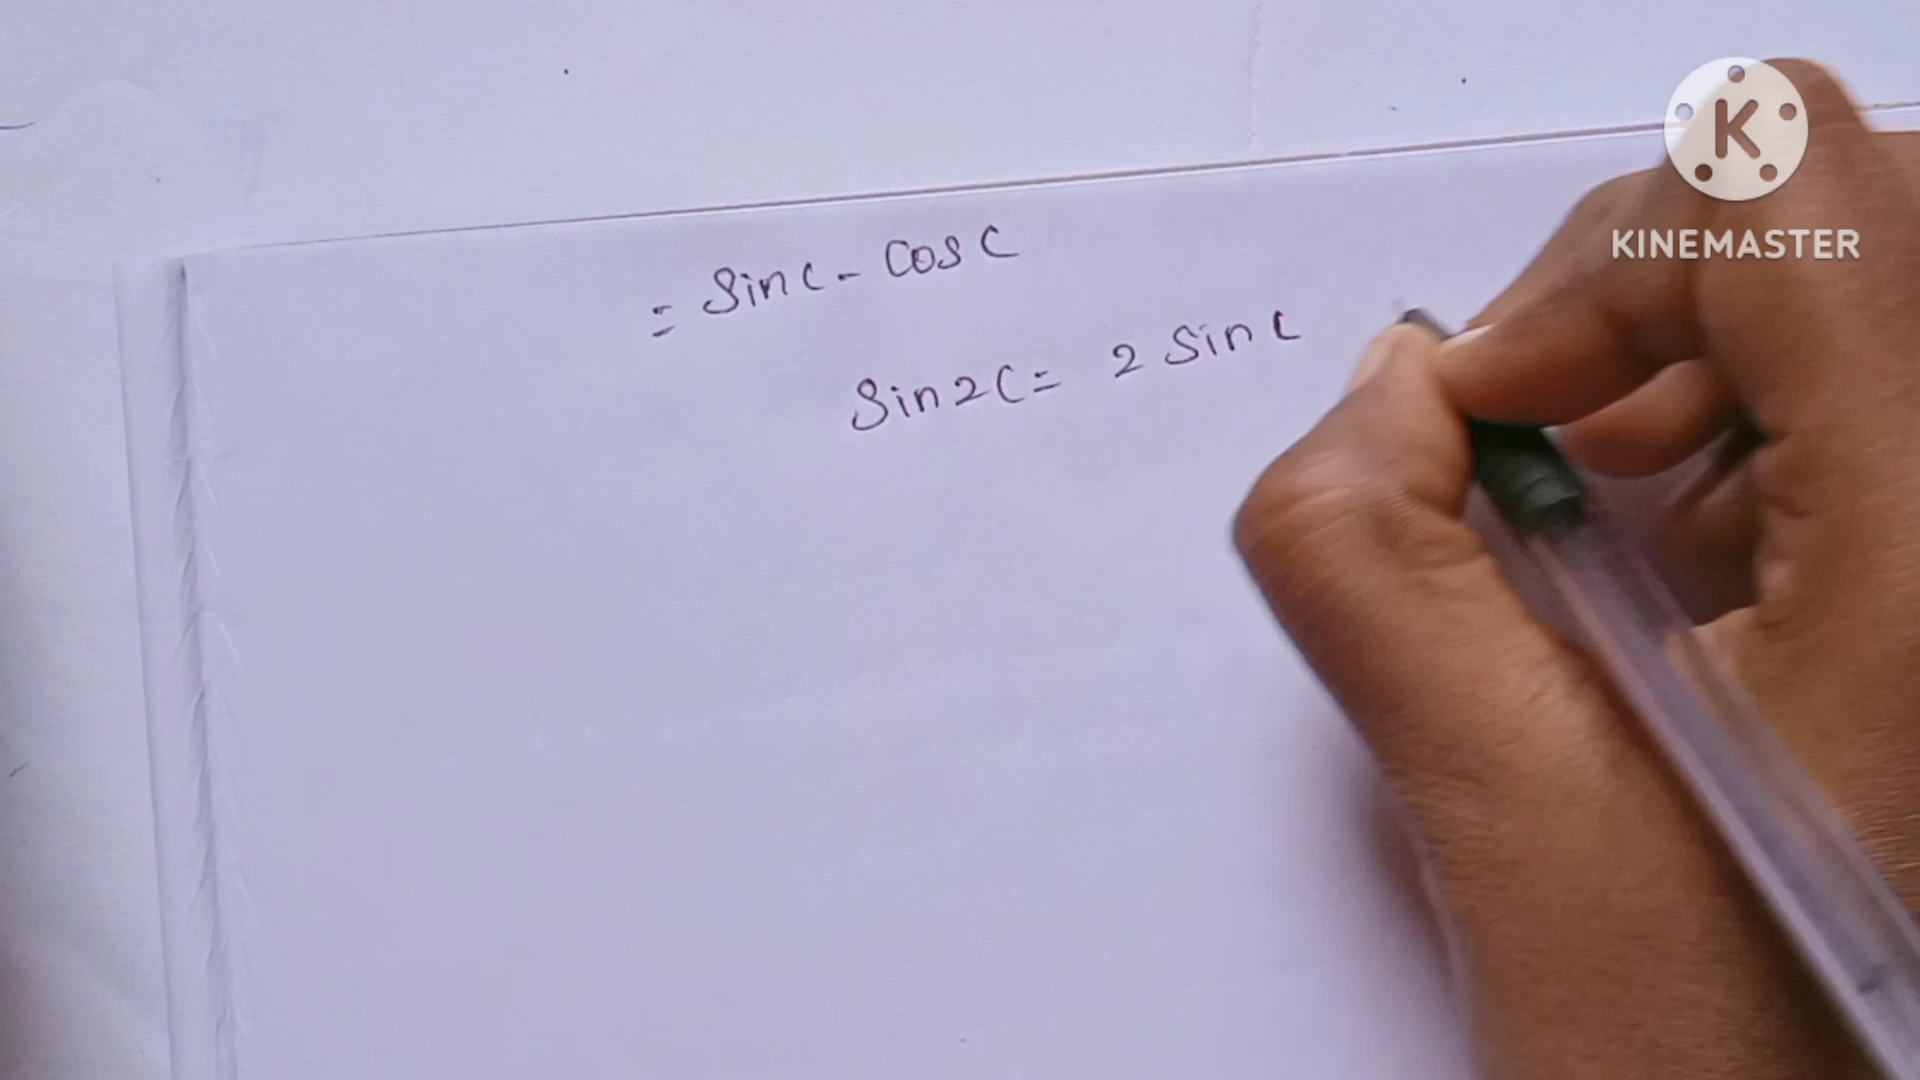 = Sin C - Cos C
Sin 2C = 2 Sin C
K
KINEMASTER